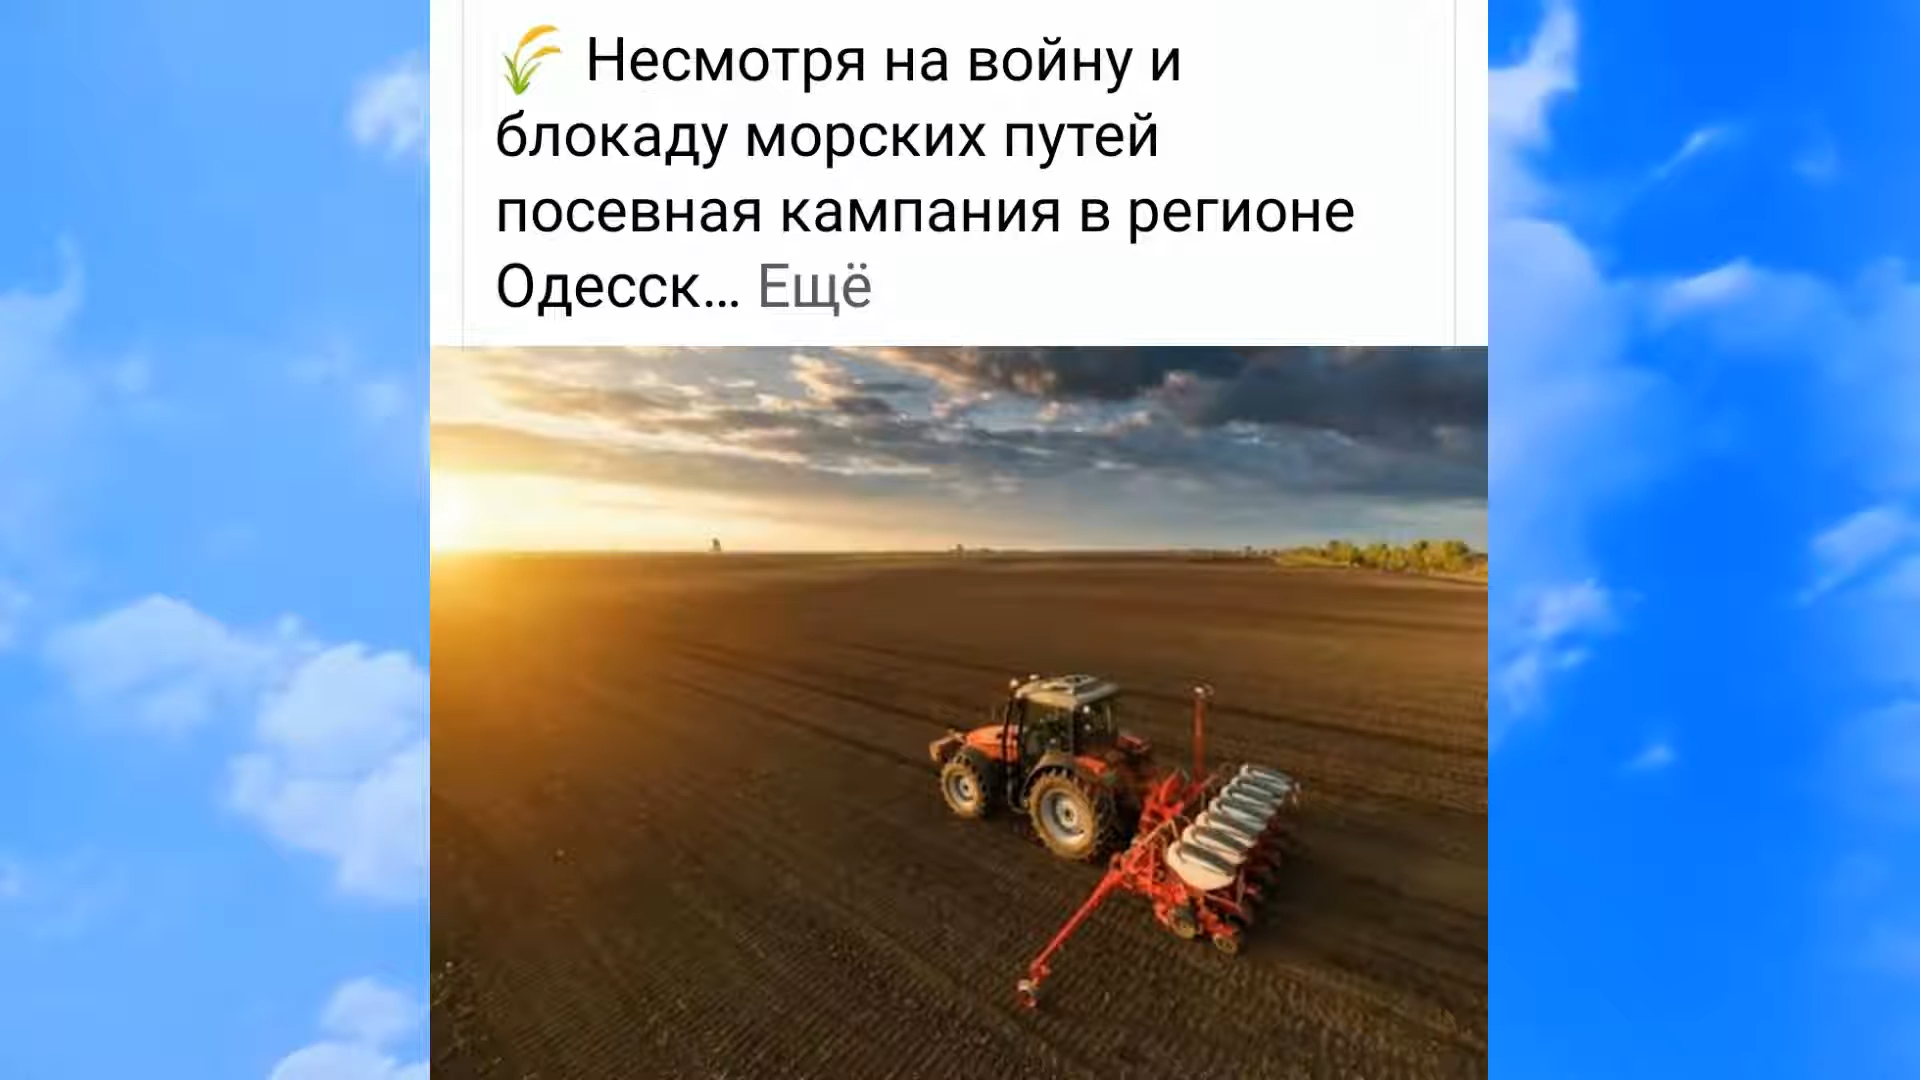 🌾 Несмотря на войну и
блокаду морских путей
посевная кампания в регионе
Одесск... Ещё